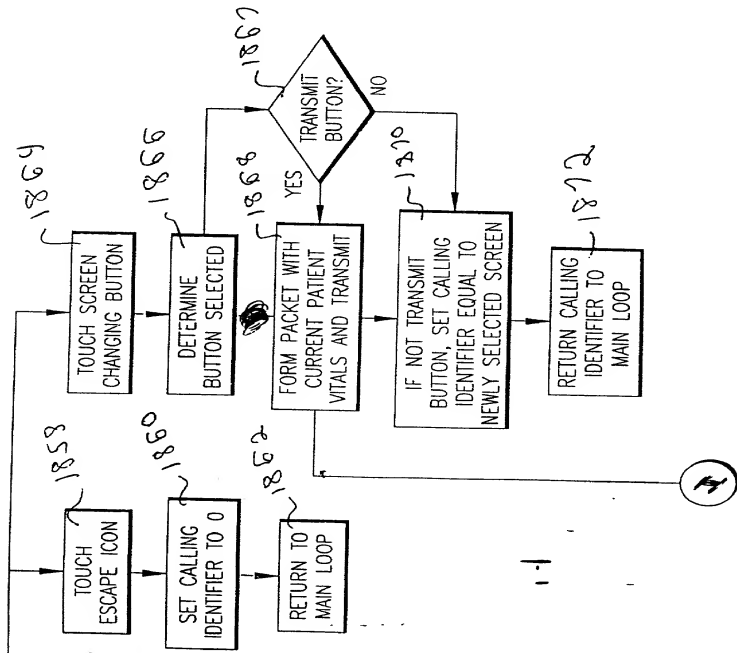 1858
TOUCH
ESCAPE ICON
1860
SET CALLING
IDENTIFIER TO 0
1862
RETURN TO
MAIN LOOP
1864
TOUCH SCREEN
CHANGING BUTTON
1866
DETERMINE
BUTTON SELECTED
1867
TRANSMIT
BUTTON?
YES
NO
1868
FORM PACKET WITH
CURRENT PATIENT
VITALS AND TRANSMIT
1870
IF NOT TRANSMIT
BUTTON, SET CALLING
IDENTIFIER EQUAL TO
NEWLY SELECTED SCREEN
1872
RETURN CALLING
IDENTIFIER TO
MAIN LOOP